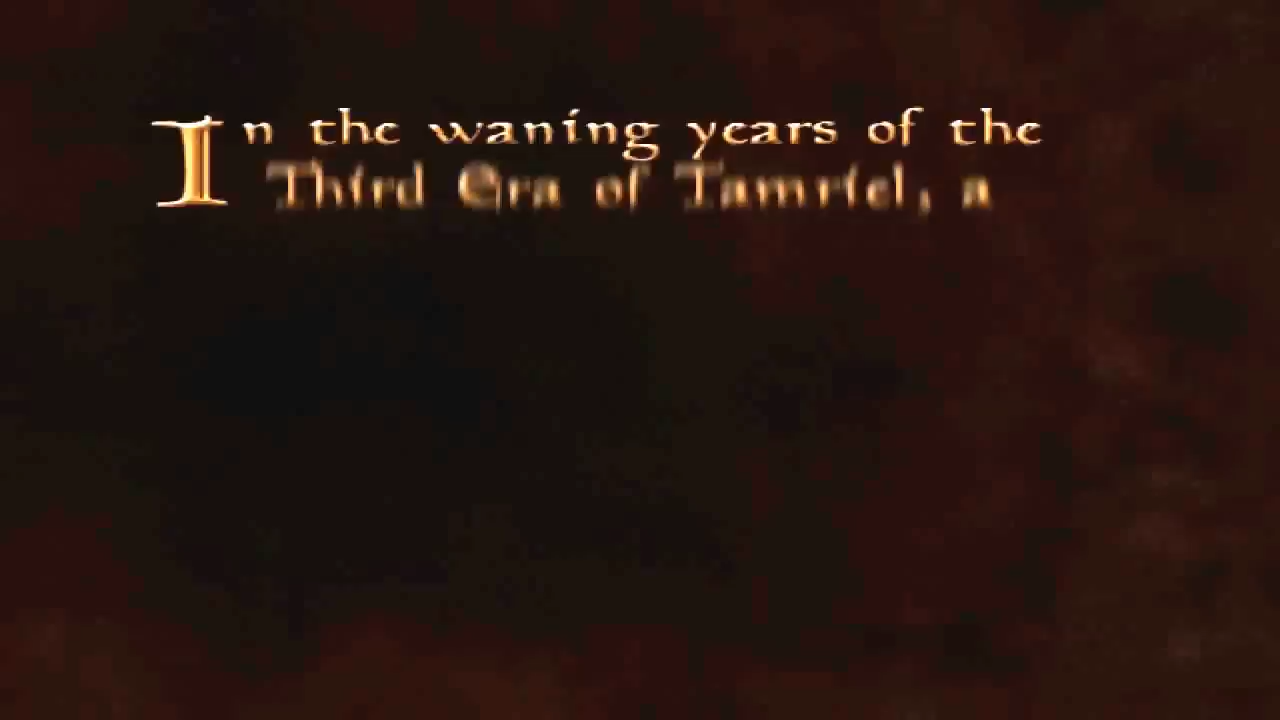 In the waning years of the
Third Era of Tamriel, a